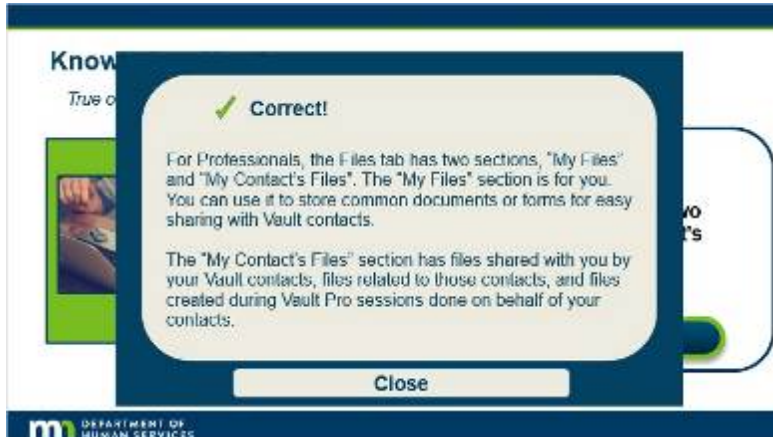 Know
True o
Correct!
For Professionals, the Files tab has two sections, "My Files"
and "My Contact's Files". The "My Files" section is for you.
You can use it to store common documents or forms for easy
sharing with Vault contacts.
The "My Contact's Files" section has files shared with you by
your Vault contacts, files related to those contacts, and files
created during Vault Pro sessions done on behalf of your
contacts.
Close
DEPARTMENT OF
HUMAN SERVICES